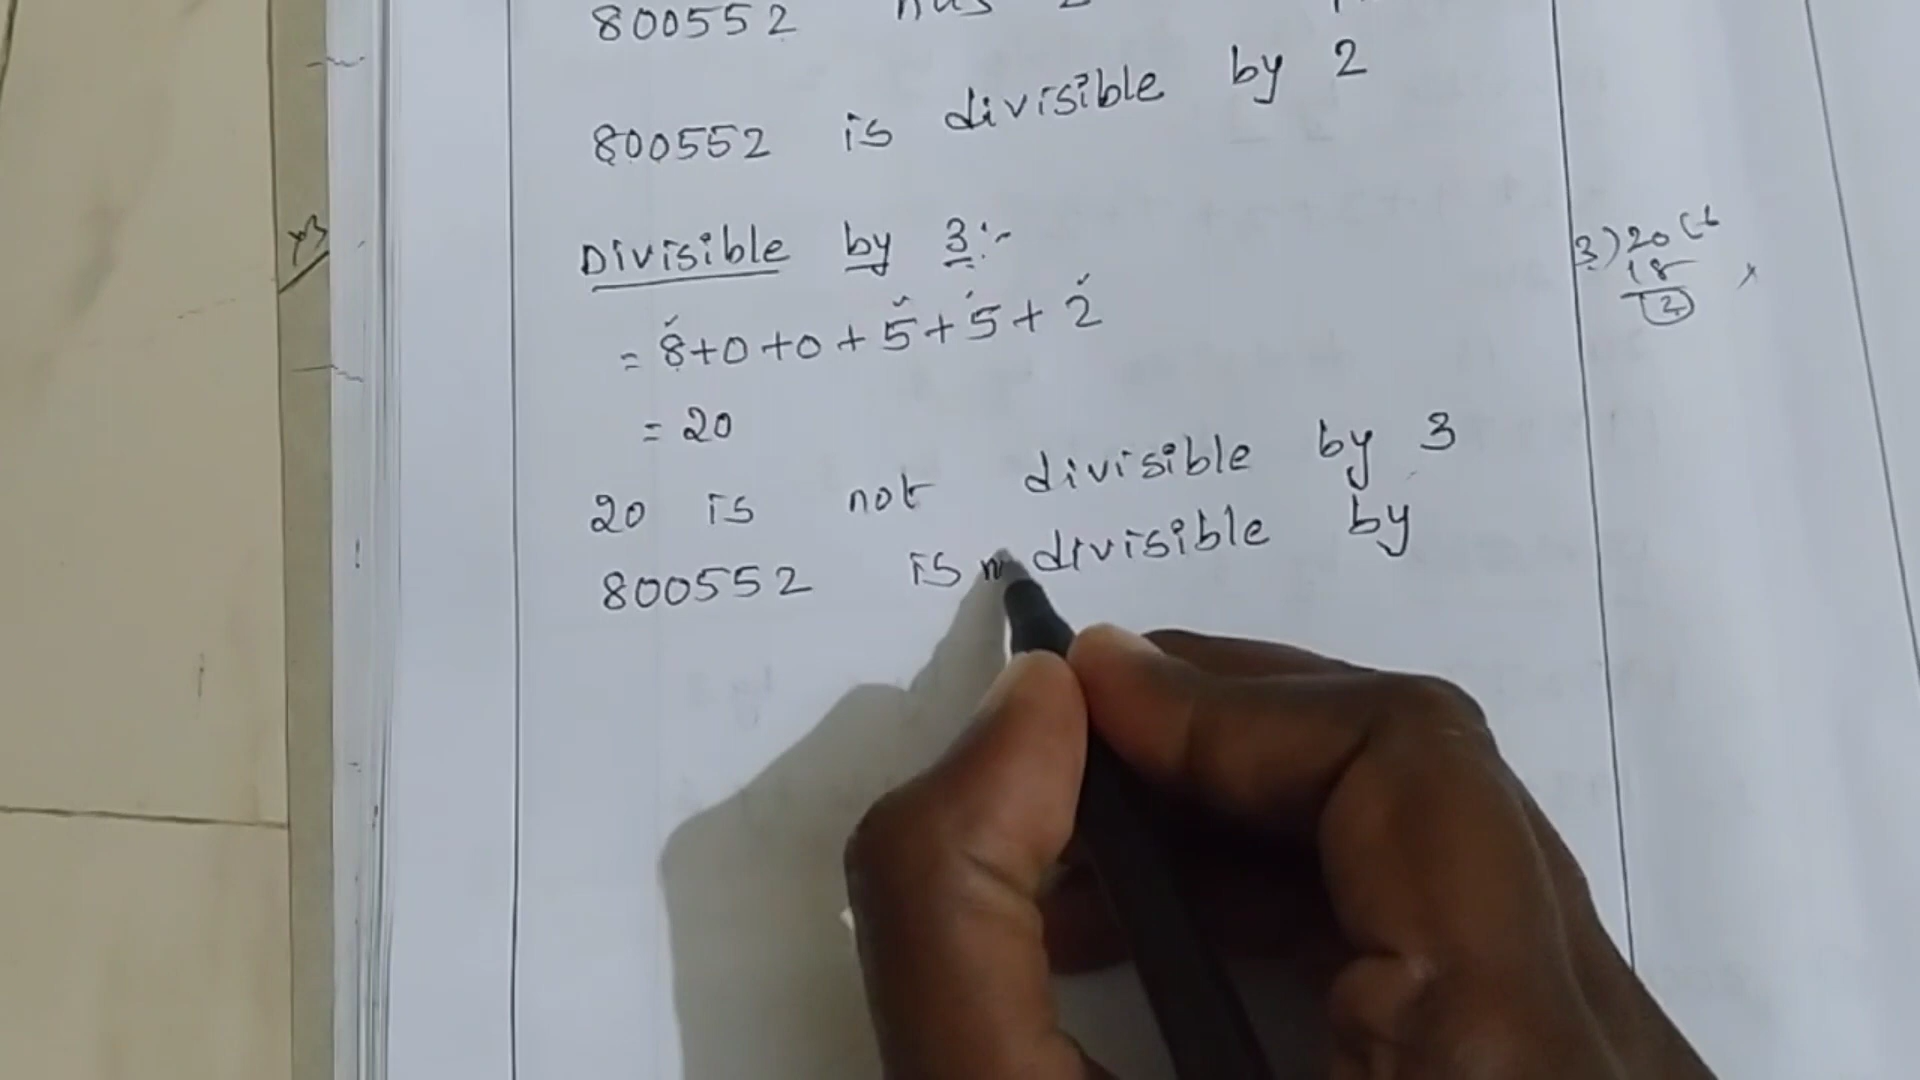 800552
800552 is divisible by 2
Divisible by 3:-
= 8+0+0+5+5+2
= 20
20 is not divisible by 3
800552 is n divisible by
3)20(6
18
2